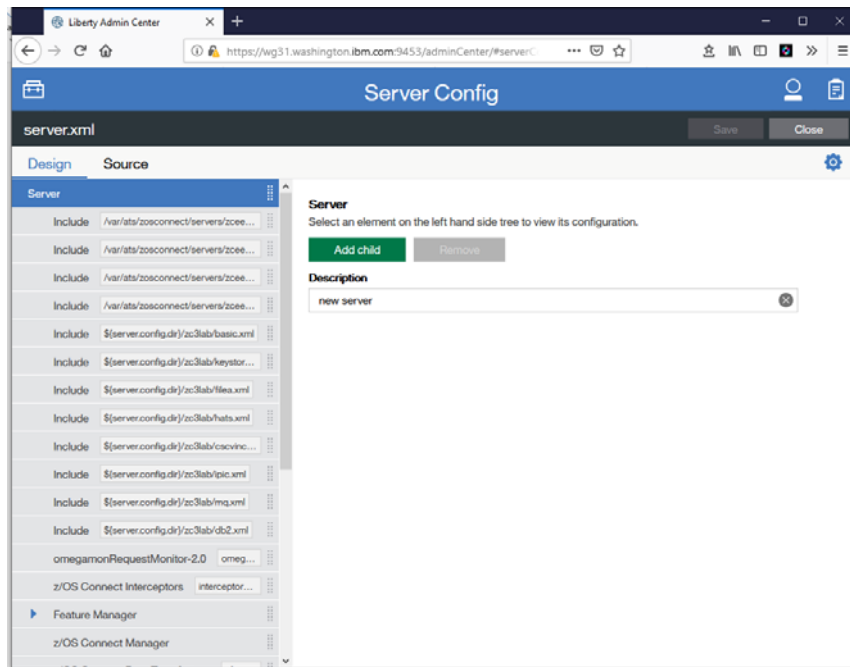 Liberty Admin Center
https://wg31.washington.ibm.com:9453/adminCenter/#server
Server Config
server.xml
Save
Close
Design
Source
Server
Include /var/ats/zosconnect/servers/zcee...
Include /var/ats/zosconnect/servers/zcee...
Include /var/ats/zosconnect/servers/zcee...
Include /var/ats/zosconnect/servers/zcee...
Include ${server.config.dir}/zc3lab/basic.xml
Include ${server.config.dir}/zc3lab/keystor...
Include ${server.config.dir}/zc3lab/filea.xml
Include ${server.config.dir}/zc3lab/hats.xml
Include ${server.config.dir}/zc3lab/cscvinc...
Include ${server.config.dir}/zc3lab/ipic.xml
Include ${server.config.dir}/zc3lab/mq.xml
Include ${server.config.dir}/zc3lab/db2.xml
omegamonRequestMonitor-2.0 omeg...
z/OS Connect Interceptors interceptor...
Feature Manager
z/OS Connect Manager
Server
Select an element on the left hand side tree to view its configuration.
Add child
Remove
Description
new server